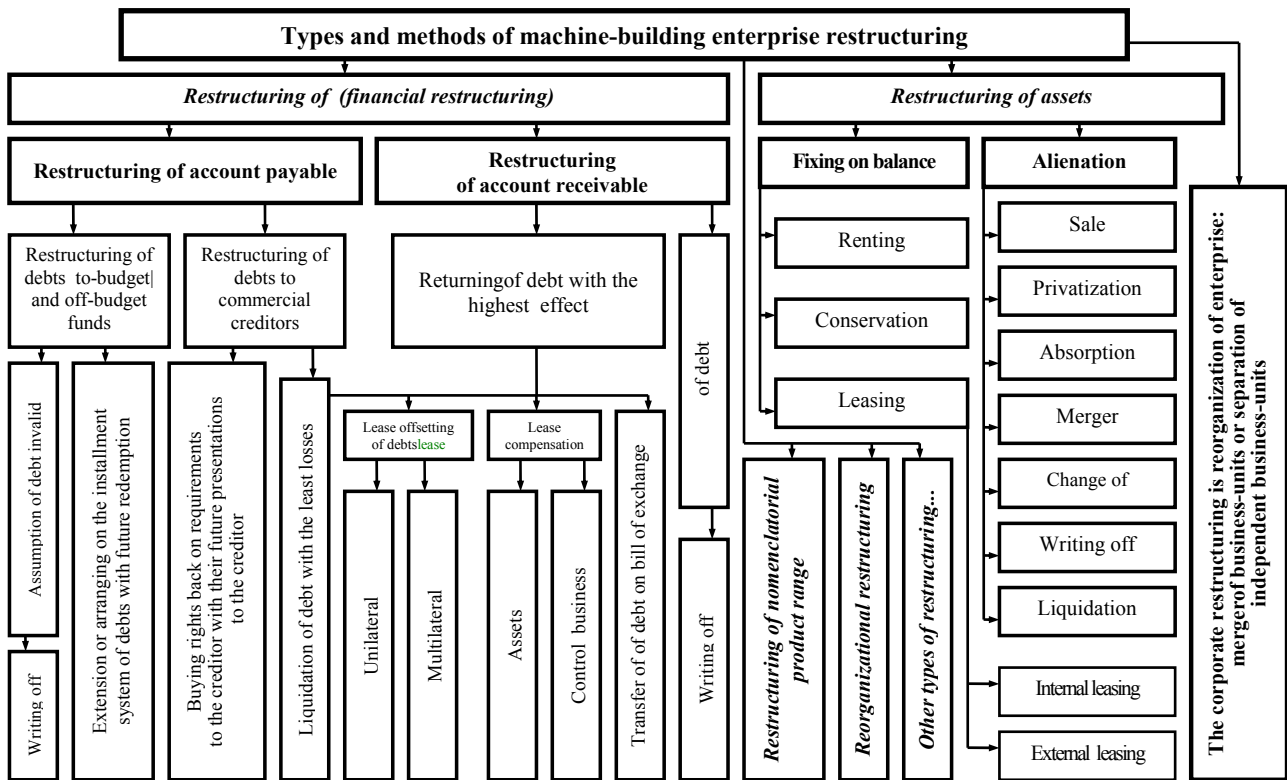 Types and methods of machine-building enterprise restructuring
Restructuring of (financial restructuring)
Restructuring of assets
Restructuring of account payable
Restructuring
of account receivable
Fixing on balance
Alienation
Restructuring of
debts to-budget|
and off-budget
funds
Restructuring of
debts to
commercial
creditors
Returningof debt with the
highest effect
of debt
Renting
Conservation
Leasing
Sale
Privatization
Absorption
Merger
Change of
Writing off
Liquidation
Internal leasing
External leasing
The corporate restructuring is reorganization of enterprise:
mergerof business-units or separation of
independent business-units
Assumption of debt invalid
Writing off
Extension or arranging on the installment
system of debts with future redemption
Buying rights back on requirements
to the creditor with their future presentations
to the creditor
Liquidation of debt with the least losses
Lease offsetting
of debtslease
Lease
compensation
Unilateral
Multilateral
Assets
Control business
Transfer of of debt on bill of exchange
Writing off
Restructuring of nomenclatorial
product range
Reorganizational restructuring
Other types of restructuring...